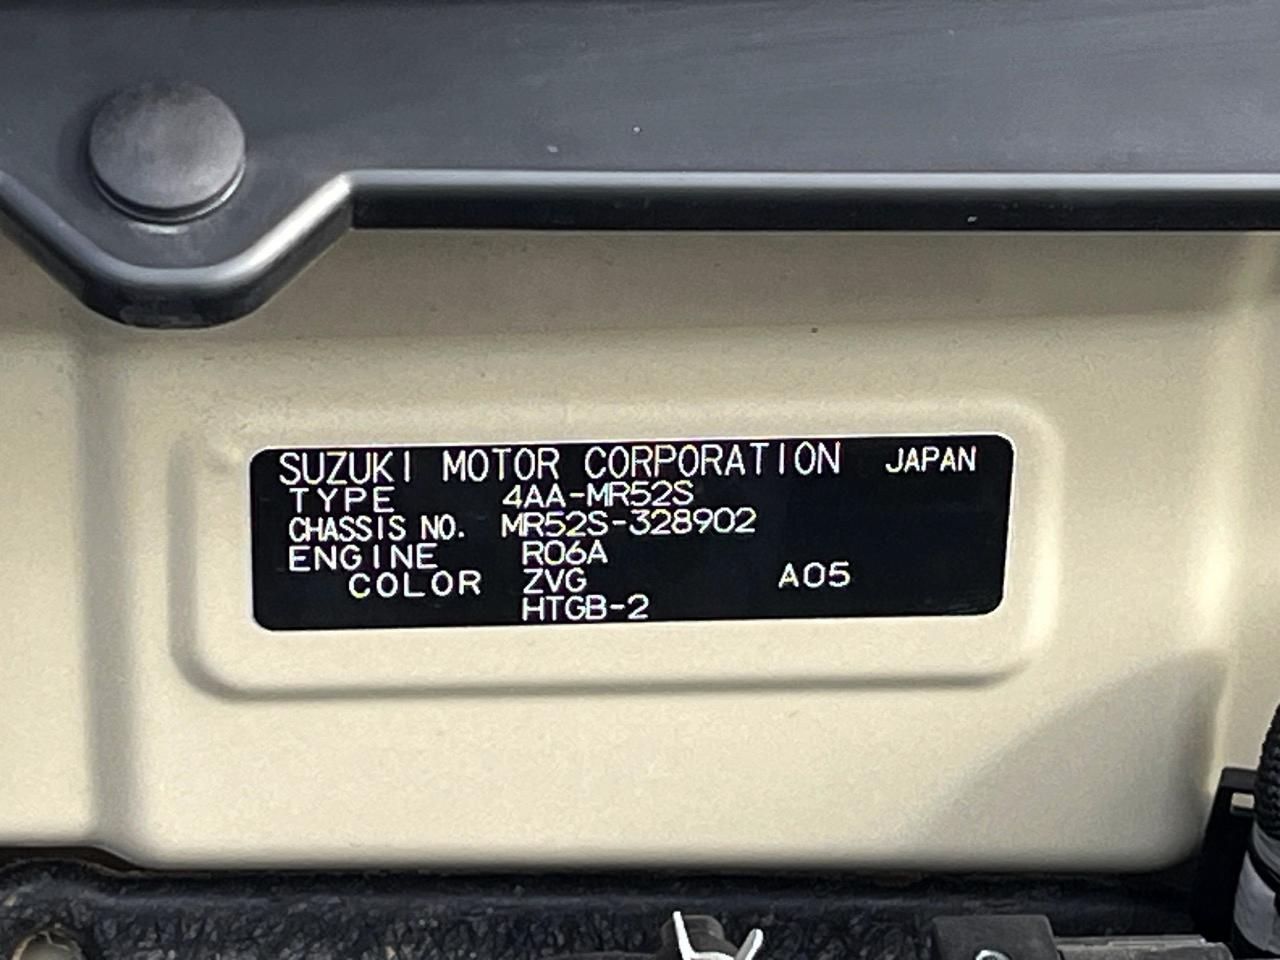 SUZUKI MOTOR CORPORATION JAPAN
TYPE 4AA-MR52S
CHASSIS NO. MR52S-328902
ENGINE R06A
COLOR ZVG A05
HTGB-2